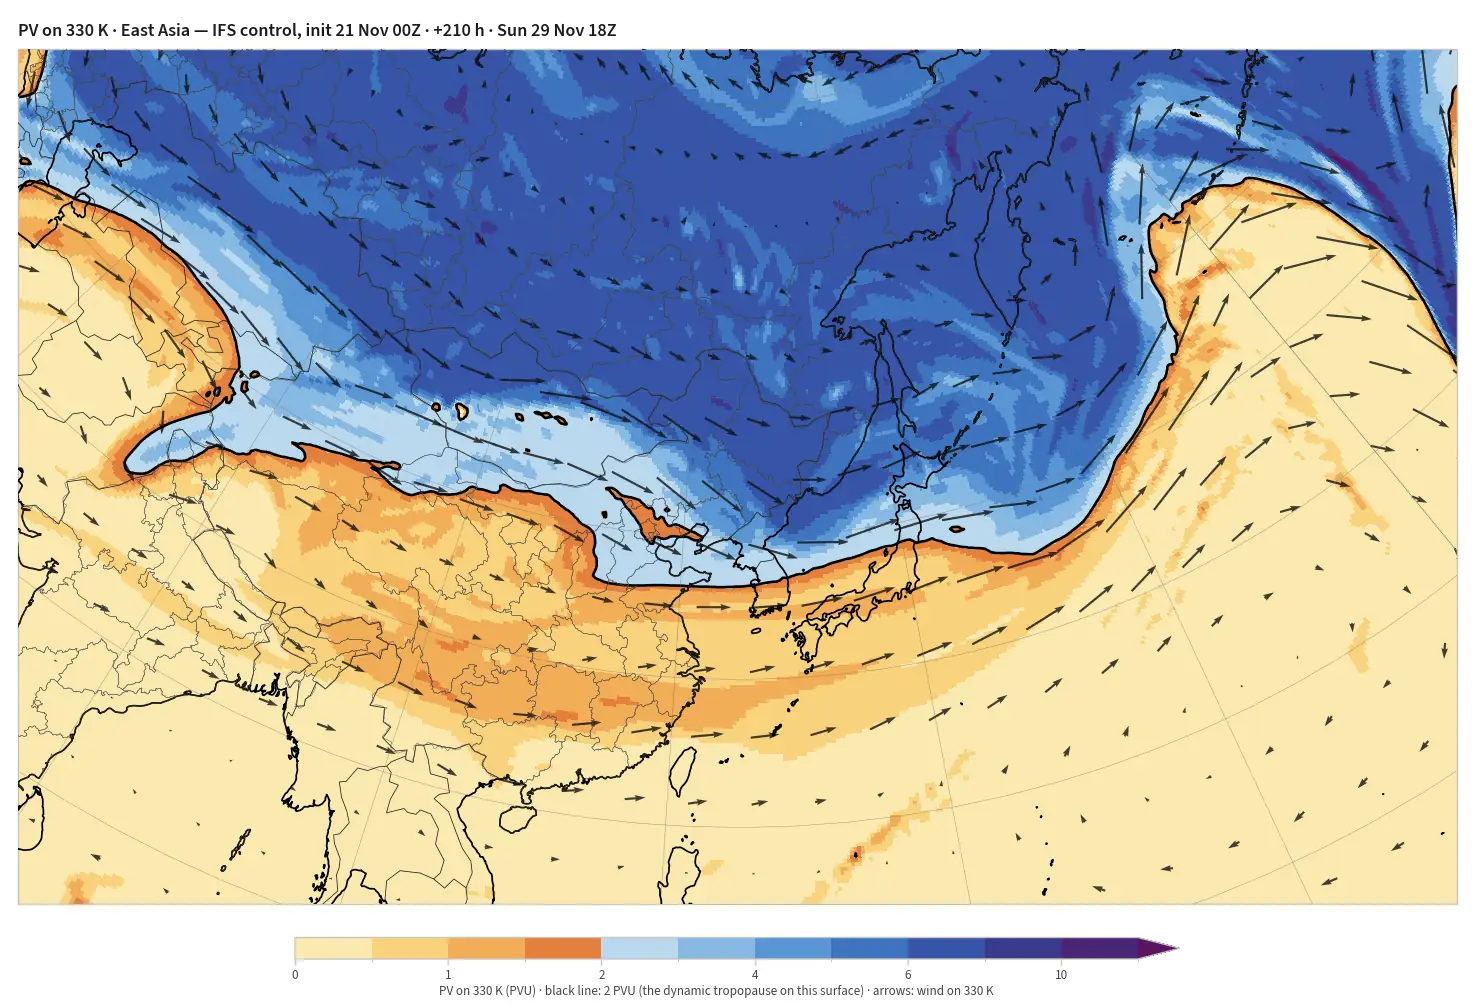 PV on 330 K · East Asia — IFS control, init 21 Nov 00Z · +210 h · Sun 29 Nov 18Z
0 1 2 4 6 10
PV on 330 K (PVU) · black line: 2 PVU (the dynamic tropopause on this surface) · arrows: wind on 330 K